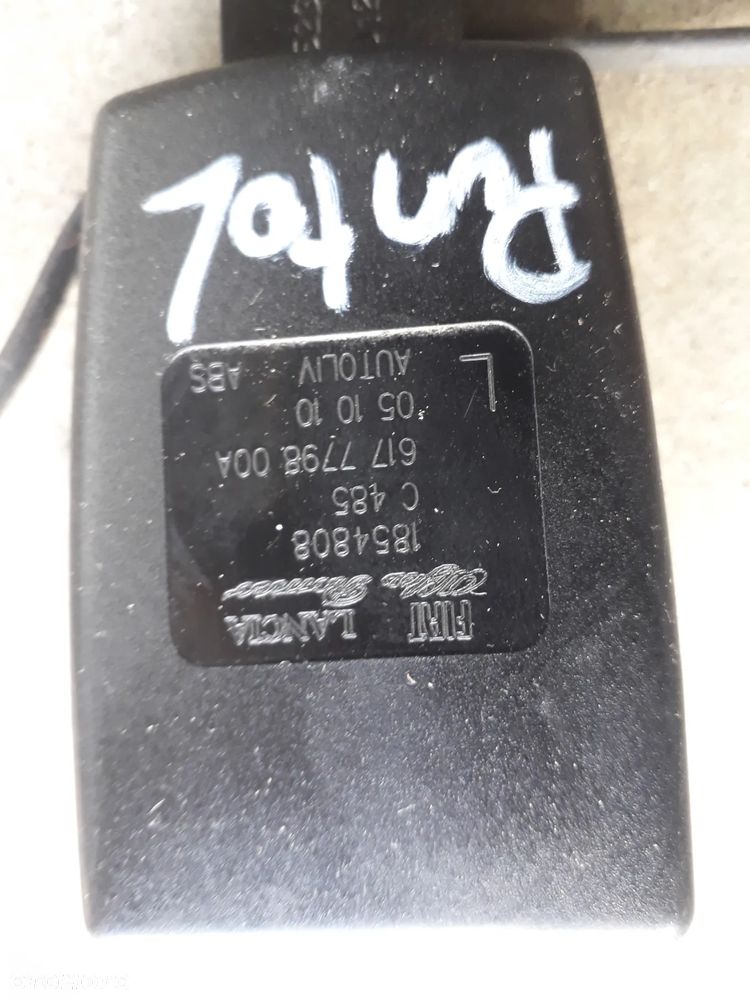 FIAT LANCIA
Alfa Romeo
1854808
C 485
617 7798 00A
05 10 10
L AUTOLIV ABS
Punto L